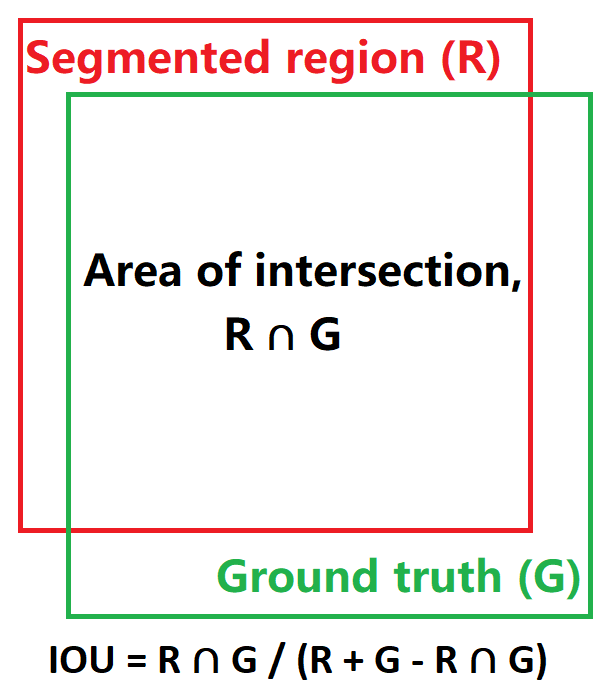 Segmented region (R)
Area of intersection,
R ∩ G
Ground truth (G)
IOU = R ∩ G / (R + G - R ∩ G)